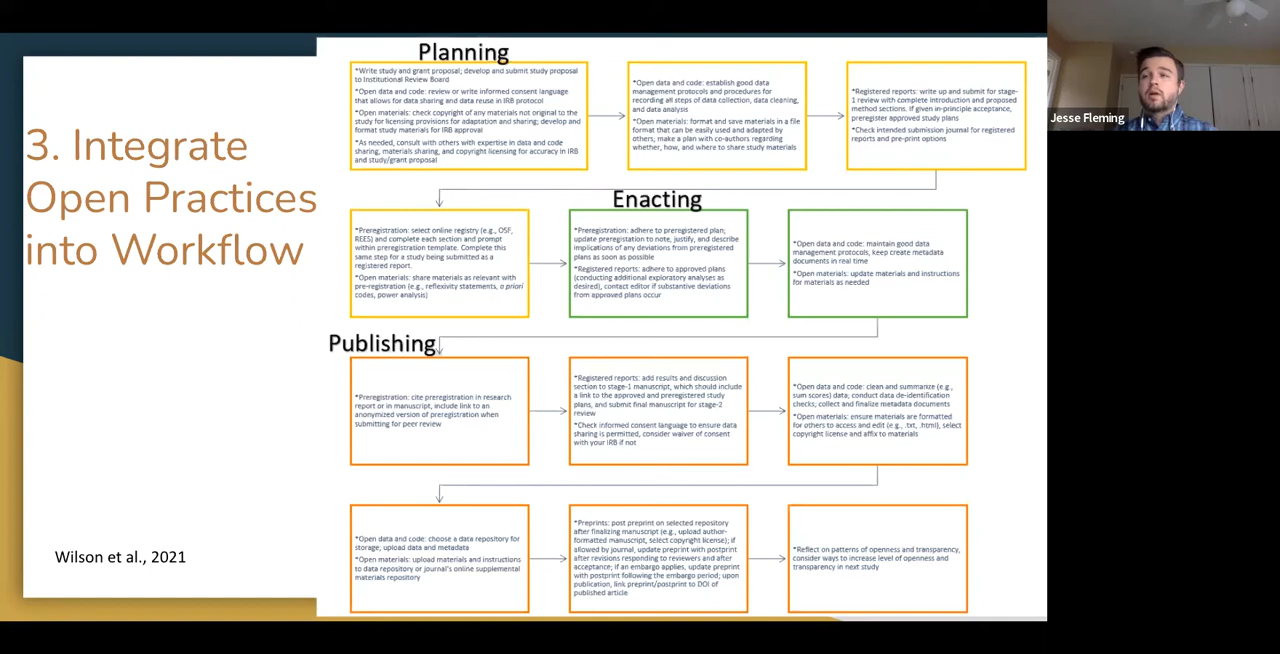 Planning
*Write study and grant proposal; develop and submit study proposal
to Institutional Review Board
*Open data and code: review or write informed consent language
that allows for data sharing and data reuse in IRB protocol
*Open materials: check copyright of any materials not original to the
study for licensing provisions for adaptation and sharing; develop and
format study materials for IRB approval
*As needed, consult with others with expertise in data and code
sharing, materials sharing, and copyright licensing for accuracy in IRB
and study/grant proposal
*Open data and code: establish good data
management protocols and procedures for
recording all steps of data collection, data cleaning,
and data analysis
*Open materials: format and save materials in a file
format that can be easily used and adapted by
others; make a plan with co-authors regarding
whether, how, and where to share study materials
*Registered reports: write up and submit for stage-
1 review with complete introduction and proposed
method sections. If given in-principle acceptance,
preregister approved study plans
*Check intended submission journal for registered
reports and pre-print options
Jesse Fleming
3. Integrate
Open Practices
into Workflow
Enacting
*Preregistration: select online registry (e.g., OSF,
REES) and complete each section and prompt
within preregistration template. Complete this
same step for a study being submitted as a
registered report.
*Open materials: share materials as relevant with
pre-registration (e.g., reflexivity statements, a priori
codes, power analysis)
*Preregistration: adhere to preregistered plan;
update preregistation to note, justify, and describe
implications of any deviations from preregistered
plans as soon as possible
*Registered reports: adhere to approved plans
(conducting additional exploratory analyses as
desired), contact editor if substantive deviations
from approved plans occur
*Open data and code: maintain good data
management protocols, keep create metadata
documents in real time
*Open materials: update materials and instructions
for materials as needed
Publishing
*Preregistration: cite preregistration in research
report or in manuscript, include link to an
anonymized version of preregistration when
submitting for peer review
*Registered reports: add results and discussion
section to stage-1 manuscript, which should include
a link to the approved and preregistered study
plans, and submit final manuscript for stage-2
review
*Check informed consent language to ensure data
sharing is permitted, consider waiver of consent
with your IRB if not
*Open data and code: clean and summarize (e.g.,
sum scores) data; conduct data de-identification
checks; collect and finalize metadata documents
*Open materials: ensure materials are formatted
for others to access and edit (e.g., .txt, .html), select
copyright license and affix to materials
*Open data and code: choose a data repository for
storage; upload data and metadata
*Open materials: upload materials and instructions
to data repository or journal's online supplemental
materials repository
*Preprints: post preprint on selected repository
after finalizing manuscript (e.g., upload author-
formatted manuscript, select copyright license); if
allowed by journal, update preprint with postprint
after revisions responding to reviewers and after
acceptance; if an embargo applies, update preprint
with postprint following the embargo period; upon
publication, link preprint/postprint to DOI of
published article
*Reflect on patterns of openness and transparency,
consider ways to increase level of openness and
transparency in next study
Wilson et al., 2021